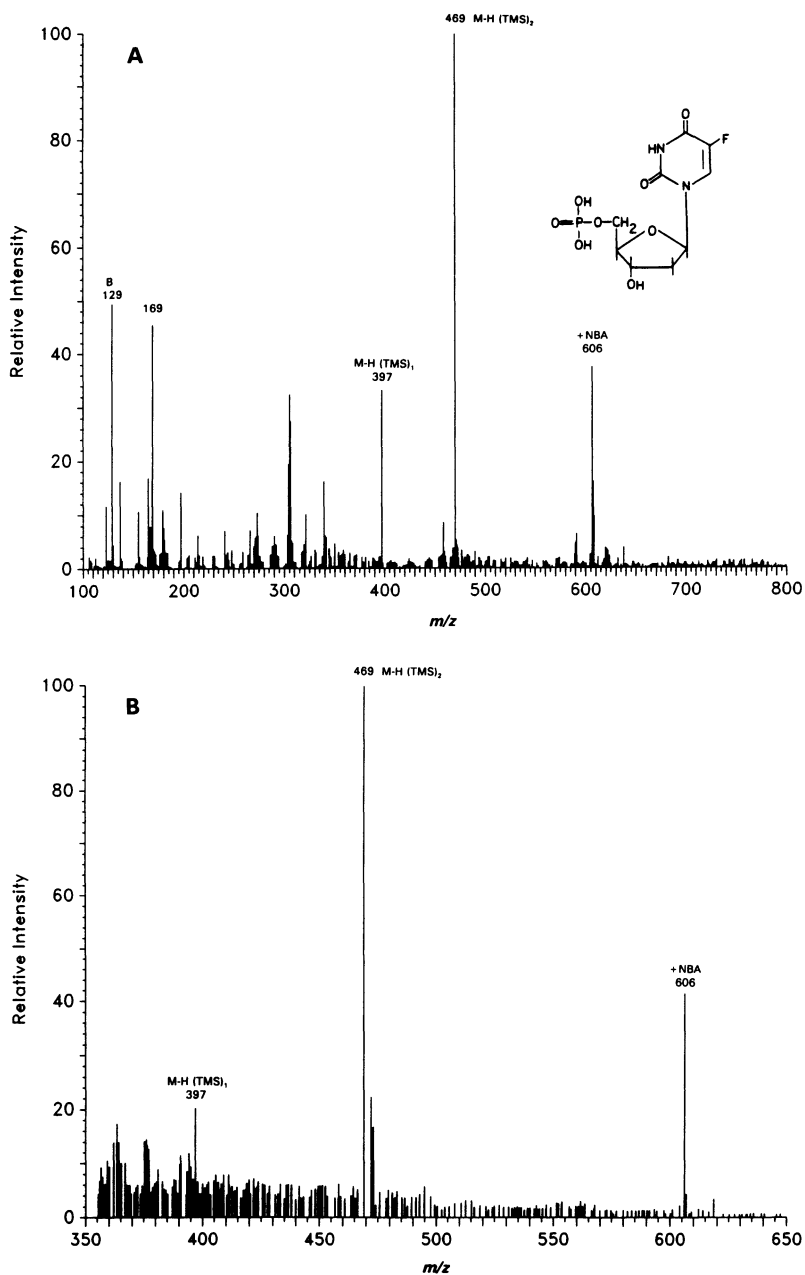 469 M-H (TMS)₂
A
100
80
60
40
20
0
Relative Intensity
B
129
169
M-H (TMS)₁
397
+ NBA
606
O
HN
F
O
N
OH
O=P-O-CH2
OH
O
OH
100 200 300 400 500 600 700 800
m/z
469 M-H (TMS)₂
B
100
80
60
40
20
0
Relative Intensity
M-H (TMS)₁
397
+ NBA
606
350 400 450 500 550 600 650
m/z